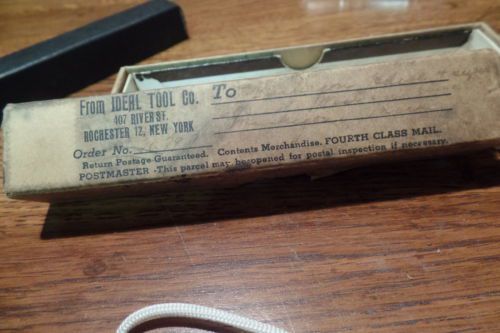 From IDEAL TOOL Co. To
407 RIVER ST.
ROCHESTER 12, NEW YORK
Order No.
Return Postage Guaranteed. Contents Merchandise. FOURTH CLASS MAIL.
POSTMASTER - This parcel may be opened for postal inspection if necessary.